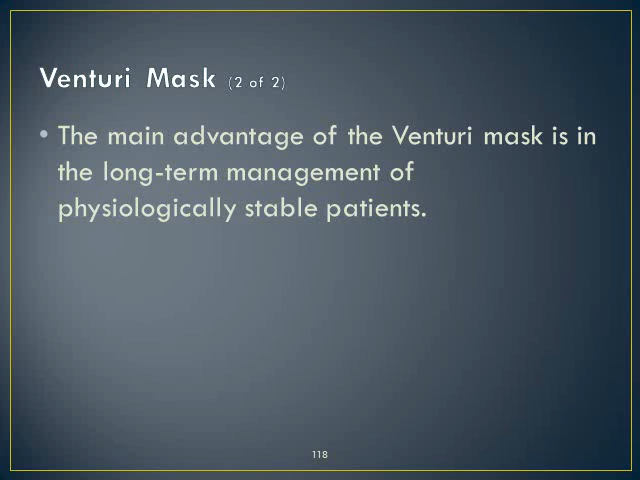 Venturi Mask (2 of 2)
• The main advantage of the Venturi mask is in
the long-term management of
physiologically stable patients.
118